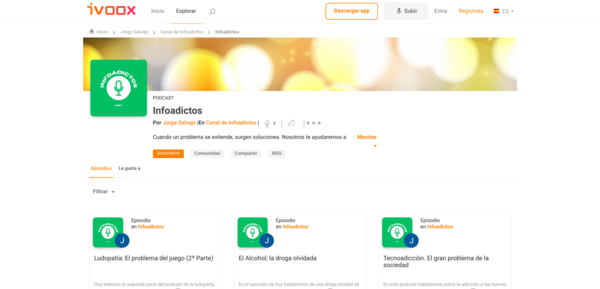 ivoox
Inicio Explorar Descargar app Subir Entra Regístrate ES
Inicio > Jorge Salvaje > Canal de Infoadictos > Infoadictos
INFOADICTOS
PODCAST
Infoadictos
Por Jorge Salvaje |En Canal de Infoadictos | 6 | |
Cuando un problema se extiende, surgen soluciones. Nosotros te ayudaremos a Mostrar
Suscribirse Comunidad Compartir RSS
Episodios Le gusta a
Filtrar
INFOADICTOS
J
Episodio
en Infoadictos
Ludopatía: El problema del juego (2ª Parte)
Hoy traemos la segunda parte del podcast de la ludopatía,
INFOADICTOS
J
Episodio
en Infoadictos
El Alcohol; la droga olvidada
En el episodio de hoy hablaremos de una droga olvidad de
INFOADICTOS
J
Episodio
en Infoadictos
Tecnoadicción. El gran problema de la
sociedad
En este podcast hablaremos sobre la adicción a las nuevas